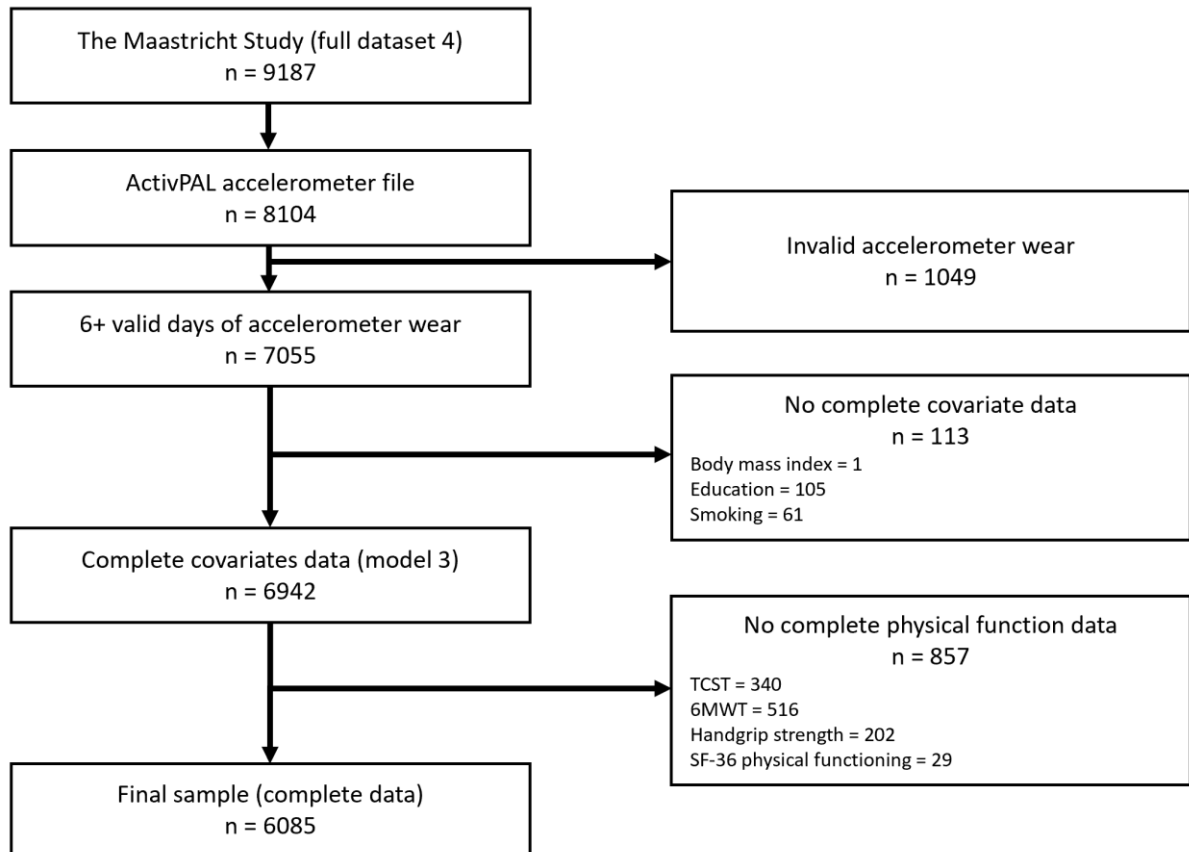 The Maastricht Study (full dataset 4)
n = 9187
ActivPAL accelerometer file
n = 8104
Invalid accelerometer wear
n = 1049
6+ valid days of accelerometer wear
n = 7055
No complete covariate data
n = 113
Body mass index = 1
Education = 105
Smoking = 61
Complete covariates data (model 3)
n = 6942
No complete physical function data
n = 857
TCST = 340
6MWT = 516
Handgrip strength = 202
SF-36 physical functioning = 29
Final sample (complete data)
n = 6085